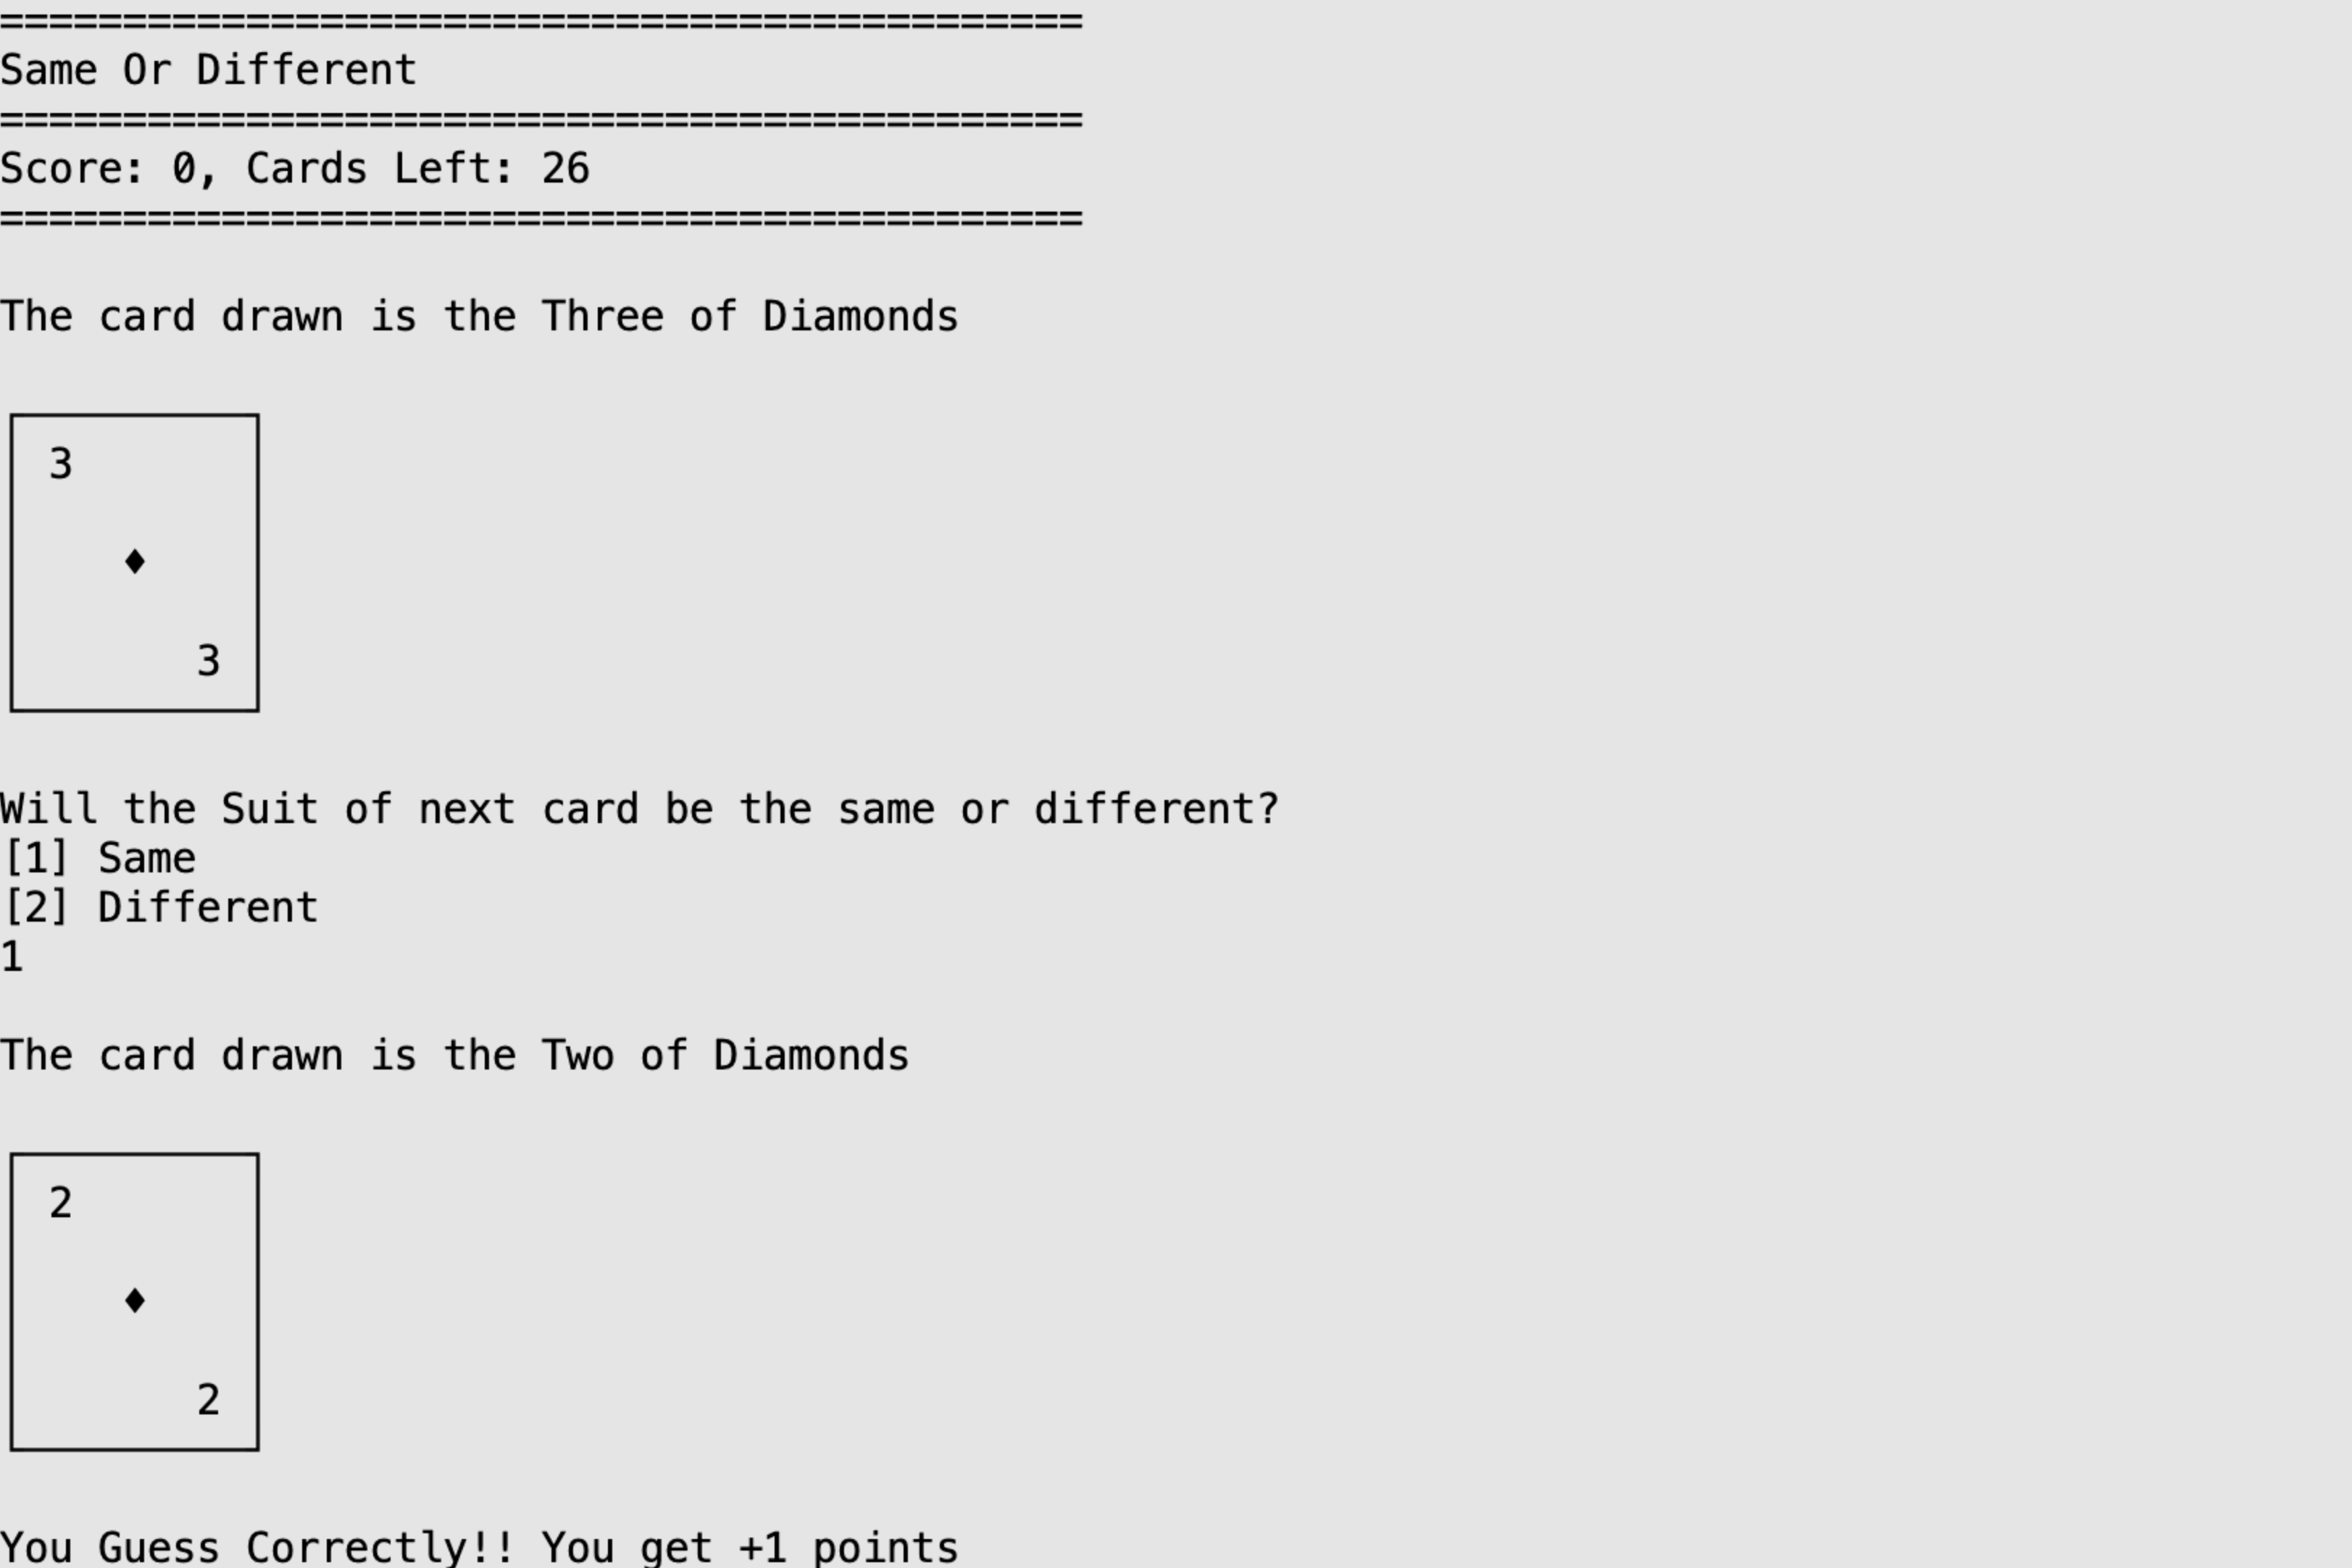 ============================================
Same Or Different
============================================
Score: 0, Cards Left: 26
============================================
The card drawn is the Three of Diamonds
3
♦
3
Will the Suit of next card be the same or different?
[1] Same
[2] Different
1
The card drawn is the Two of Diamonds
2
♦
2
You Guess Correctly!! You get +1 points